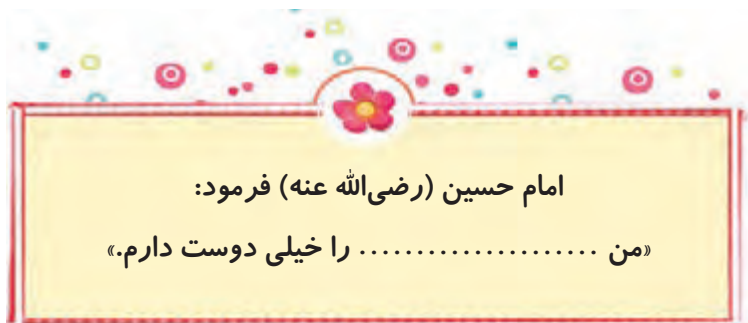 امام حسین (رضی‌الله عنه) فرمود:
«من ..................... را خیلی دوست دارم.»